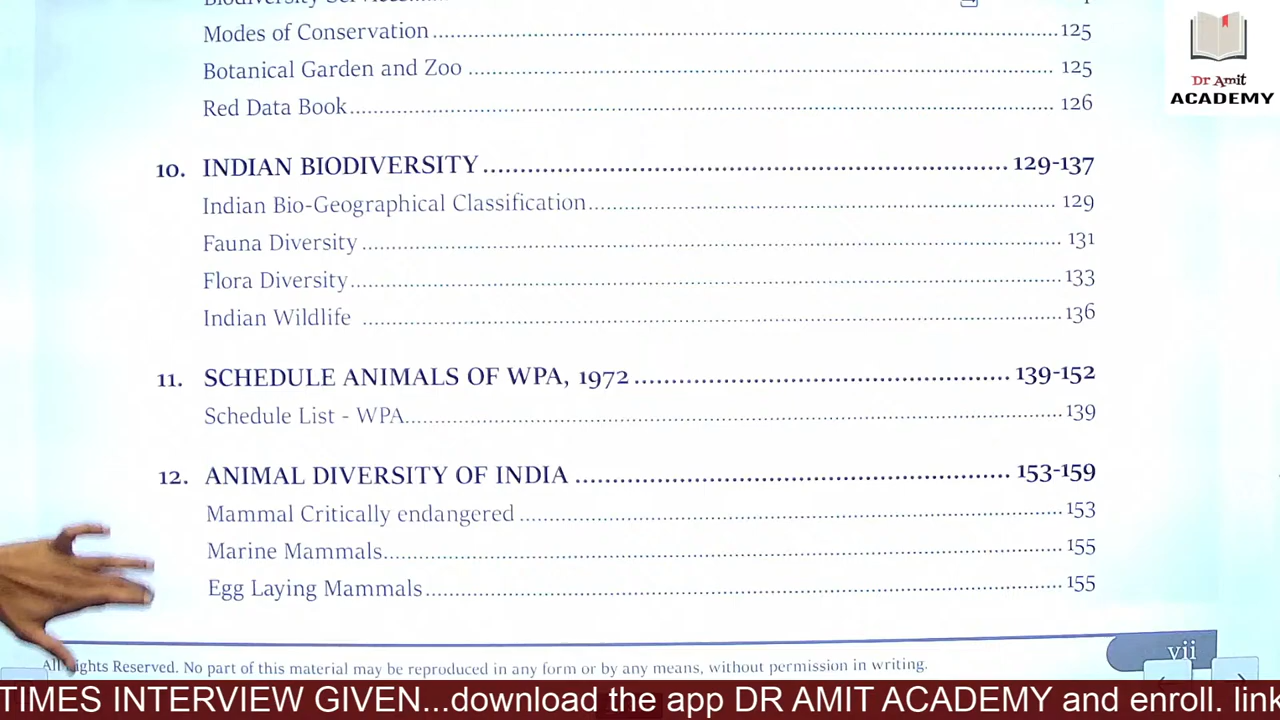 Modes of Conservation ........ 125
Botanical Garden and Zoo ........ 125
Red Data Book ........ 126
10. INDIAN BIODIVERSITY ........ 129-137
Indian Bio-Geographical Classification ........ 129
Fauna Diversity ........ 131
Flora Diversity ........ 133
Indian Wildlife ........ 136
11. SCHEDULE ANIMALS OF WPA, 1972 ........ 139-152
Schedule List - WPA ........ 139
12. ANIMAL DIVERSITY OF INDIA ........ 153-159
Mammal Critically endangered ........ 153
Marine Mammals ........ 155
Egg Laying Mammals ........ 155
vii
All Rights Reserved. No part of this material may be reproduced in any form or by any means, without permission in writing.
Dr Amit
ACADEMY
TIMES INTERVIEW GIVEN...download the app DR AMIT ACADEMY and enroll. link